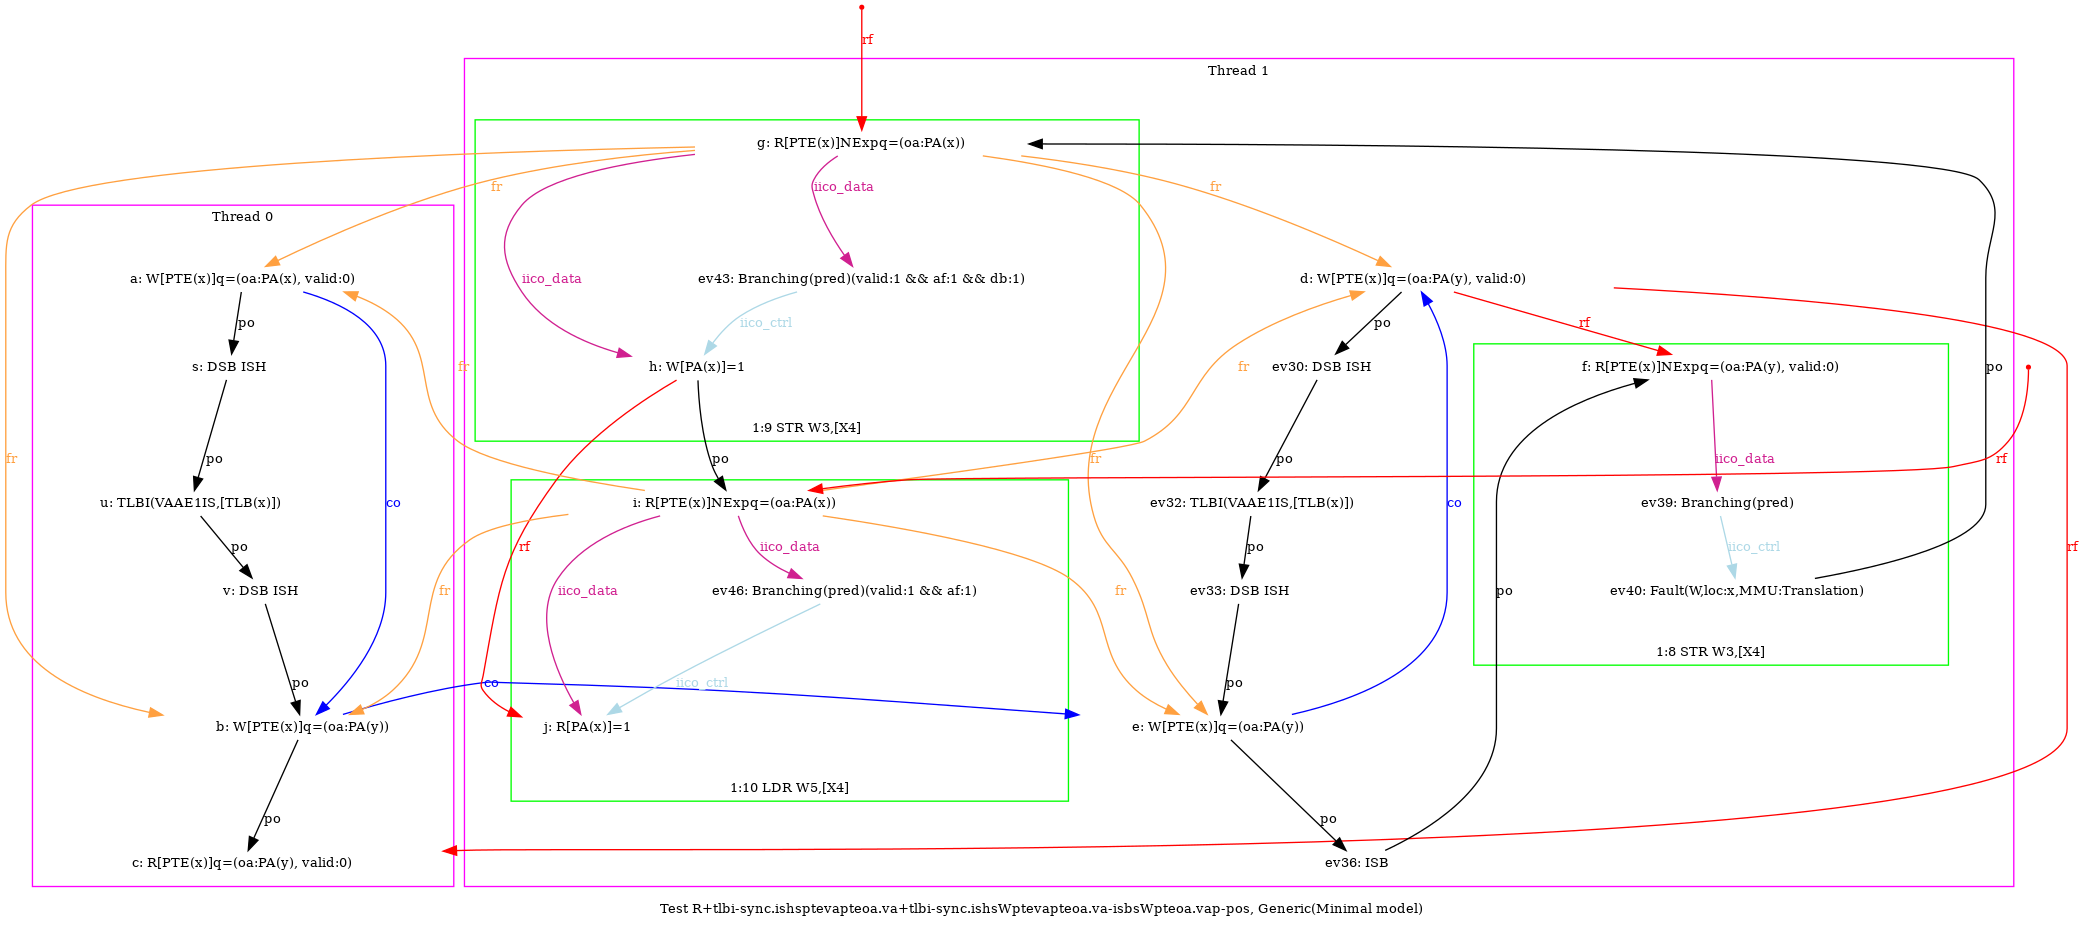 rf
Thread 1
g: R[PTE(x)]NExpq=(oa:PA(x))
fr
iico_data
fr
Thread 0
a: W[PTE(x)]q=(oa:PA(x), valid:0)
iico_data
ev43: Branching(pred)(valid:1 && af:1 && db:1)
d: W[PTE(x)]q=(oa:PA(y), valid:0)
po
iico_ctrl
po
rf
s: DSB ISH
fr
h: W[PA(x)]=1
fr
ev30: DSB ISH
f: R[PTE(x)]NExpq=(oa:PA(y), valid:0)
po
1:9 STR W3,[X4]
fr
po
po
fr
po
iico_data
rf
u: TLBI(VAAE1IS,[TLB(x)])
co
i: R[PTE(x)]NExpq=(oa:PA(x))
ev32: TLBI(VAAE1IS,[TLB(x)])
co
ev39: Branching(pred)
po
rf
iico_data
po
iico_ctrl
rf
v: DSB ISH
fr
iico_data
ev46: Branching(pred)(valid:1 && af:1)
fr
ev33: DSB ISH
po
ev40: Fault(W,loc:x,MMU:Translation)
1:8 STR W3,[X4]
po
co
iico_ctrl
po
b: W[PTE(x)]q=(oa:PA(y))
j: R[PA(x)]=1
e: W[PTE(x)]q=(oa:PA(y))
1:10 LDR W5,[X4]
po
po
c: R[PTE(x)]q=(oa:PA(y), valid:0)
ev36: ISB
Test R+tlbi-sync.ishsptevapteoa.va+tlbi-sync.ishsWptevapteoa.va-isbsWpteoa.vap-pos, Generic(Minimal model)